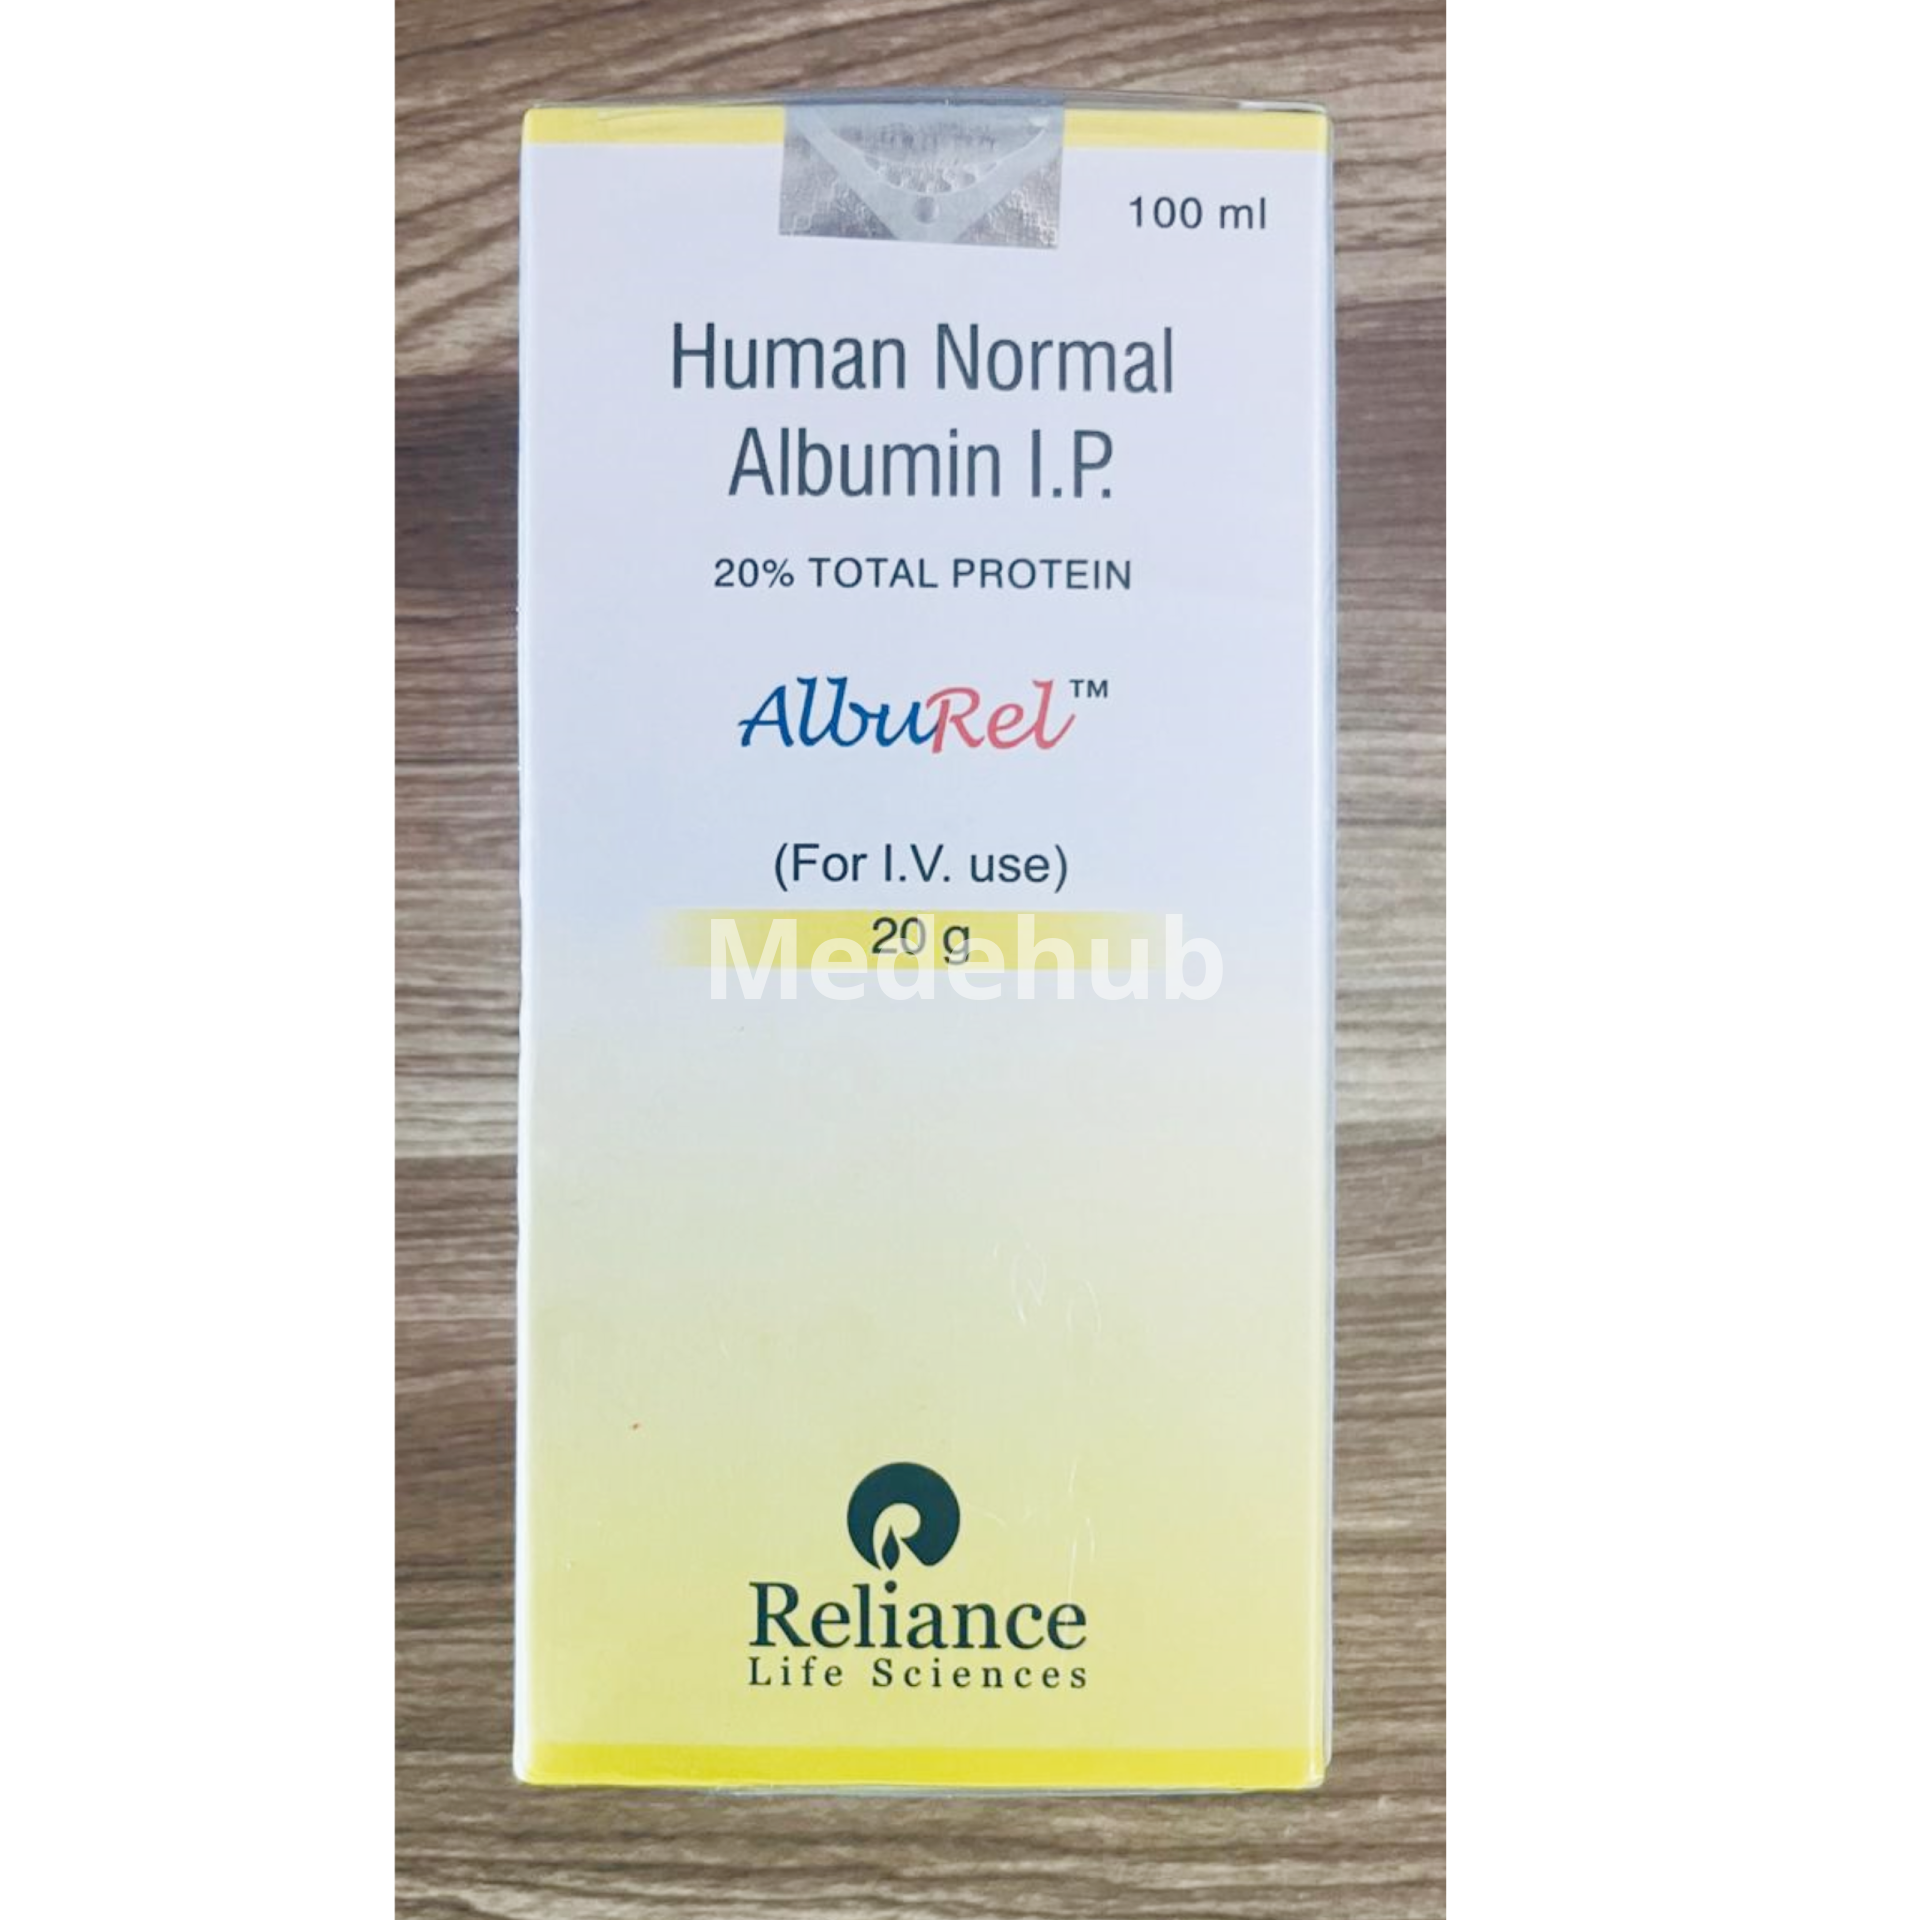 100 ml
Human Normal
Albumin I.P.
20% TOTAL PROTEIN
AlbuRel™
(For I.V. use)
20 g
Medehub
Reliance
Life Sciences